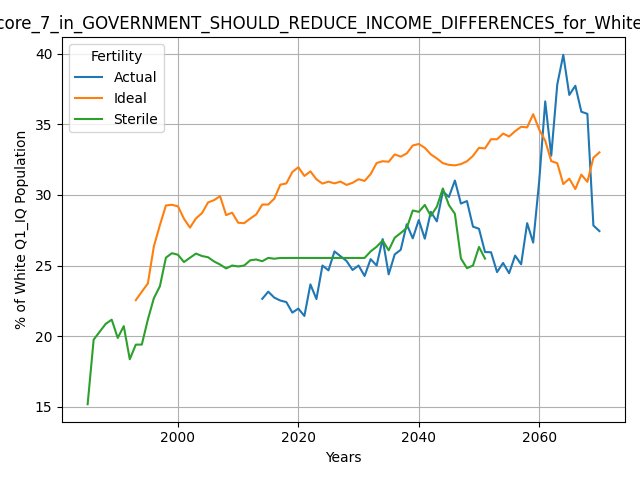 core_7_in_GOVERNMENT_SHOULD_REDUCE_INCOME_DIFFERENCES_for_White
Fertility
Actual
Ideal
Sterile
% of White Q1_IQ Population
40
35
30
25
20
15
2000
2020
2040
2060
Years